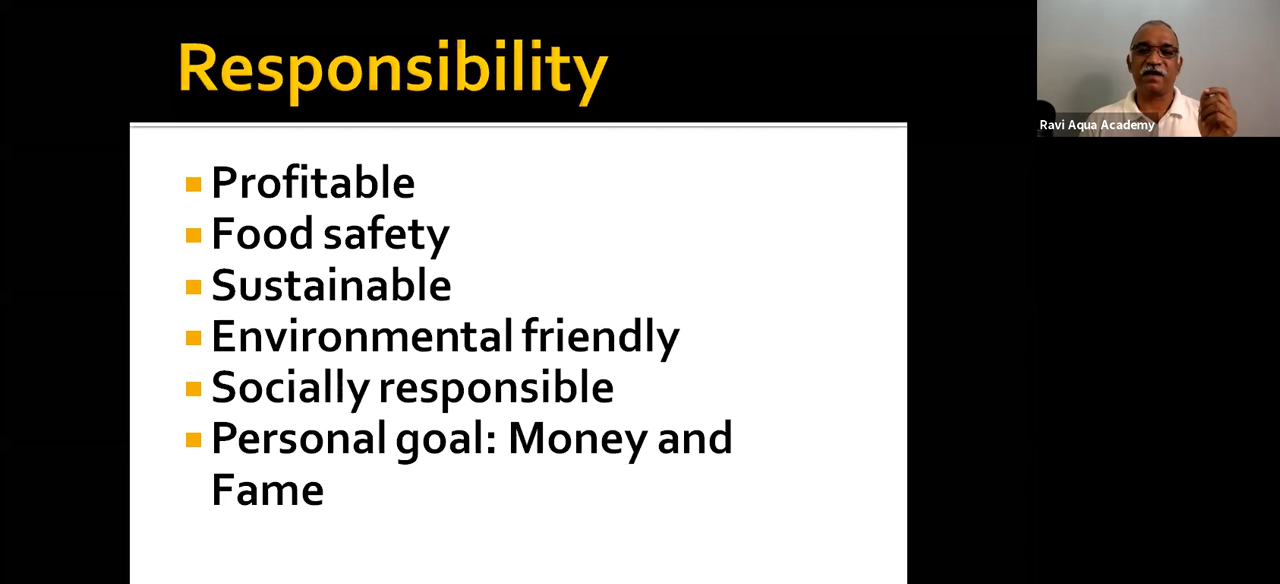 Responsibility
Profitable
Food safety
Sustainable
Environmental friendly
Socially responsible
Personal goal: Money and
Fame
Ravi Aqua Academy